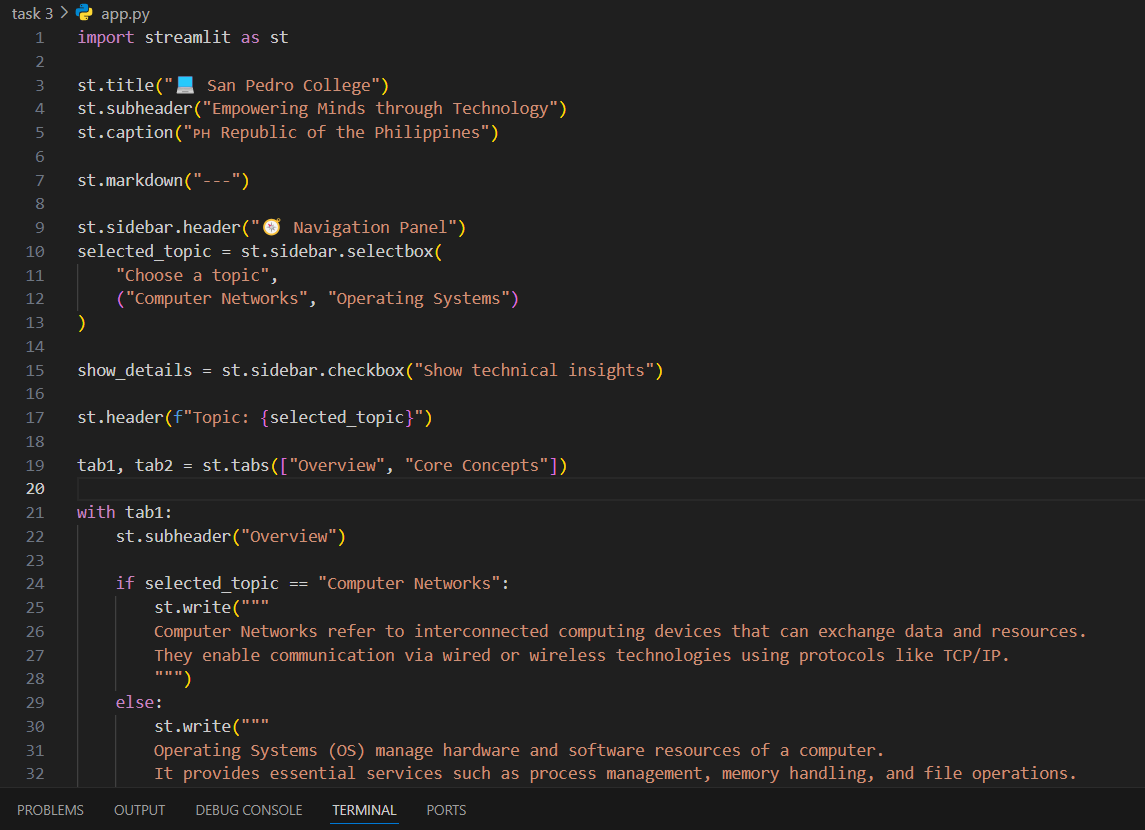 task 3 > app.py
1 import streamlit as st
2
3 st.title("💻 San Pedro College")
4 st.subheader("Empowering Minds through Technology")
5 st.caption("🇵🇭 Republic of the Philippines")
6
7 st.markdown("---")
8
9 st.sidebar.header("🧭 Navigation Panel")
10 selected_topic = st.sidebar.selectbox(
11     "Choose a topic",
12     ("Computer Networks", "Operating Systems")
13 )
14
15 show_details = st.sidebar.checkbox("Show technical insights")
16
17 st.header(f"Topic: {selected_topic}")
18
19 tab1, tab2 = st.tabs(["Overview", "Core Concepts"])
20
21 with tab1:
22     st.subheader("Overview")
23
24     if selected_topic == "Computer Networks":
25         st.write("""
26         Computer Networks refer to interconnected computing devices that can exchange data and resources.
27         They enable communication via wired or wireless technologies using protocols like TCP/IP.
28         """)
29     else:
30         st.write("""
31         Operating Systems (OS) manage hardware and software resources of a computer.
32         It provides essential services such as process management, memory handling, and file operations.
PROBLEMS OUTPUT DEBUG CONSOLE TERMINAL PORTS